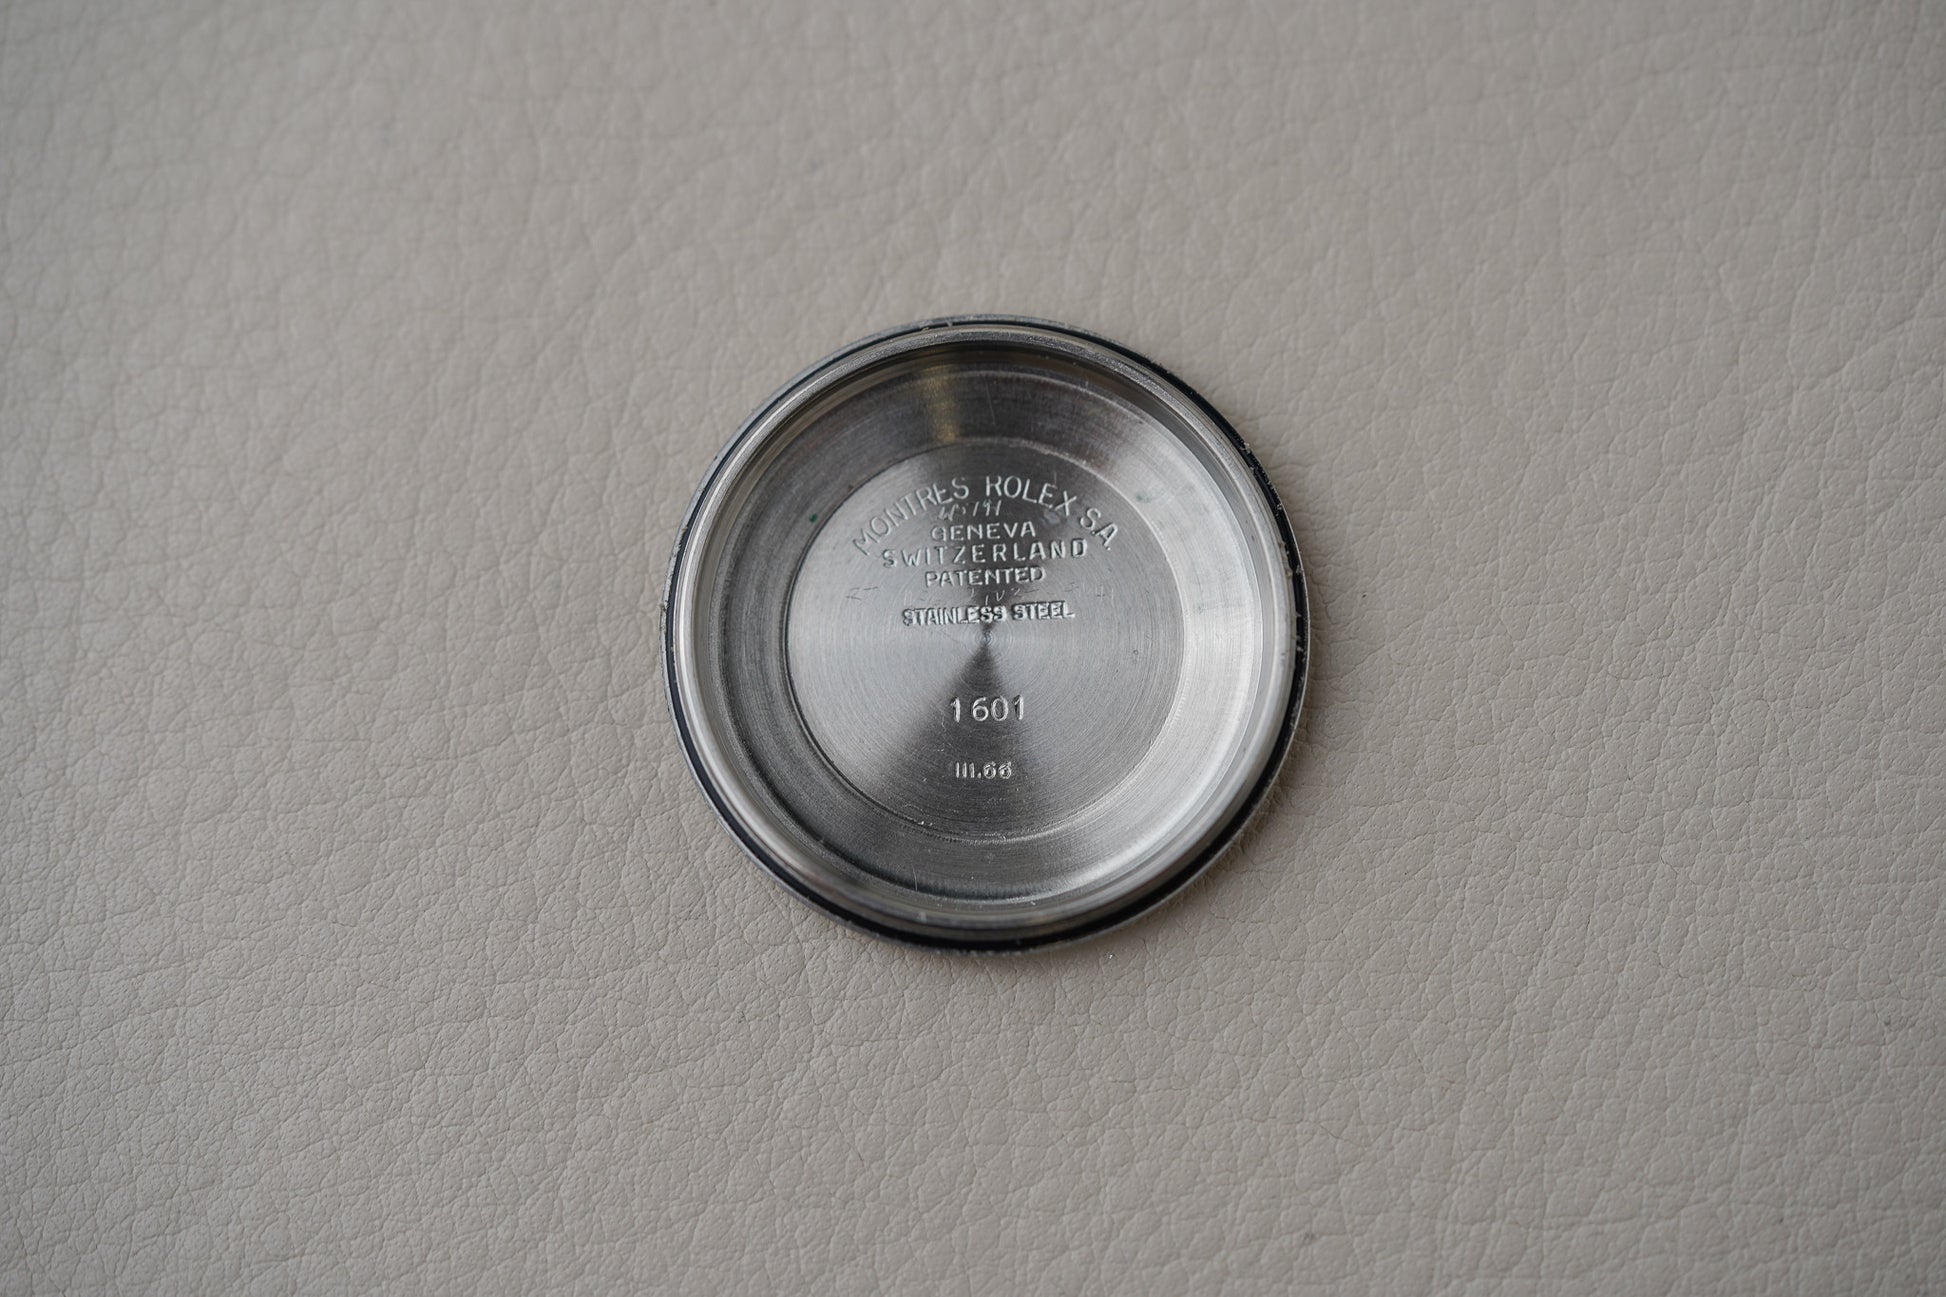 MONTRES ROLEX S.A.
GENEVA
SWITZERLAND
PATENTED
STAINLESS STEEL
1601
III.66